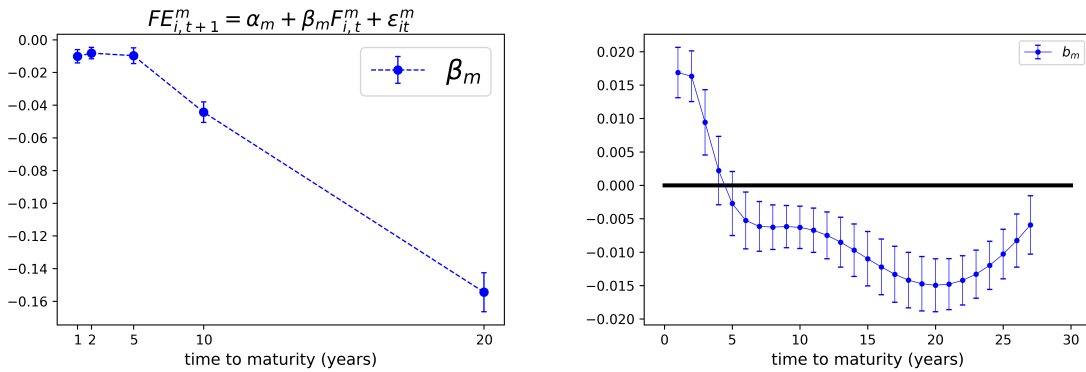 FE^m_{i,t+1} = α_m + β_m F^m_{i,t} + ε^m_{it}
0.00
−0.02
−0.04
−0.06
−0.08
−0.10
−0.12
−0.14
−0.16
β_m
1 2 5 10 20
time to maturity (years)
0.020
0.015
0.010
0.005
0.000
−0.005
−0.010
−0.015
−0.020
b_m
0 5 10 15 20 25 30
time to maturity (years)